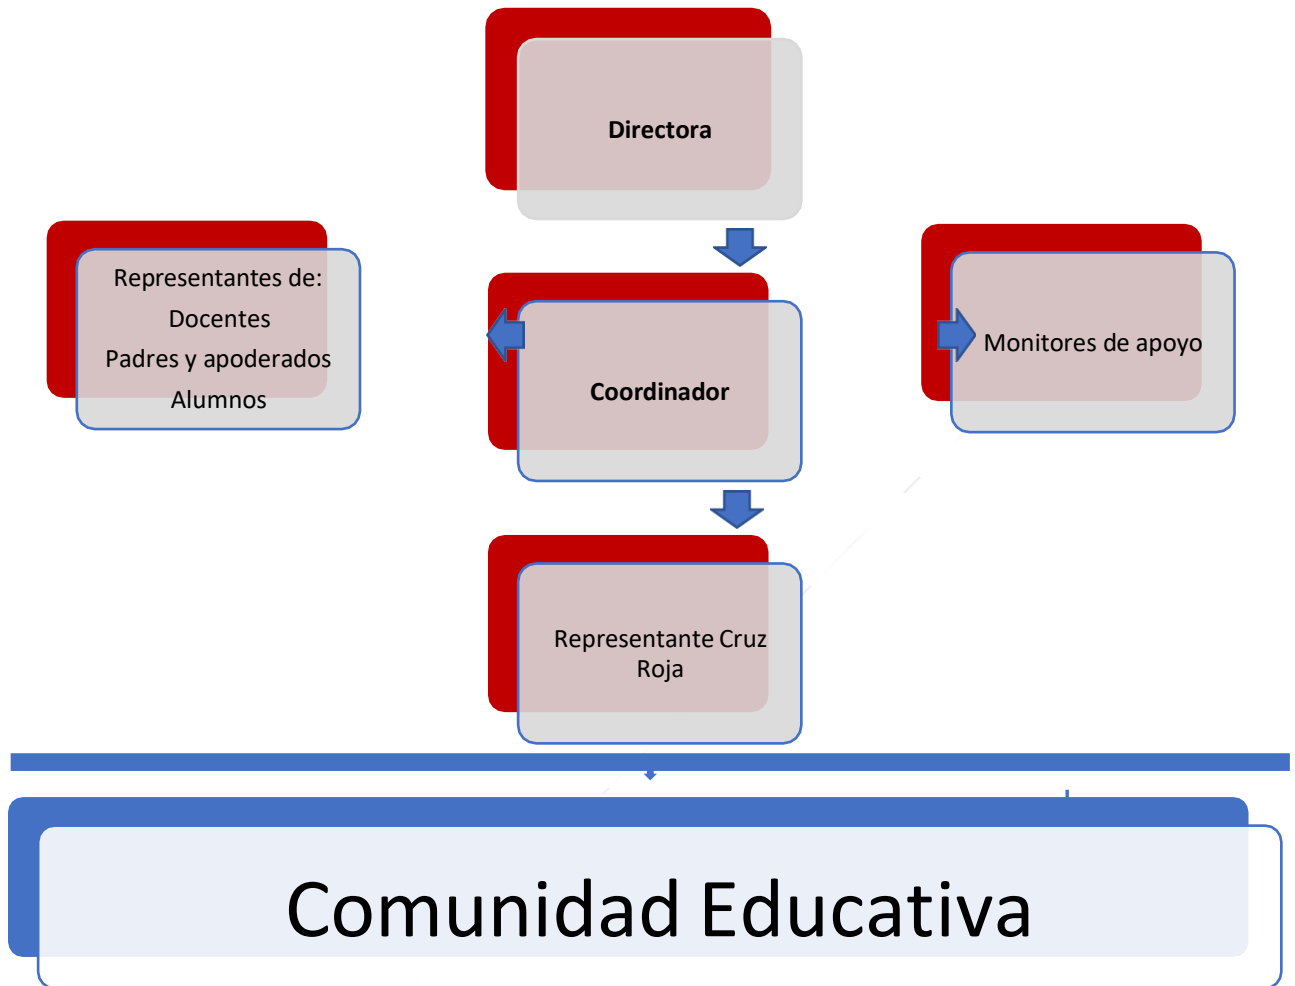 Directora
Representantes de:
Docentes
Padres y apoderados
Alumnos
Coordinador
Monitores de apoyo
Representante Cruz
Roja
Comunidad Educativa